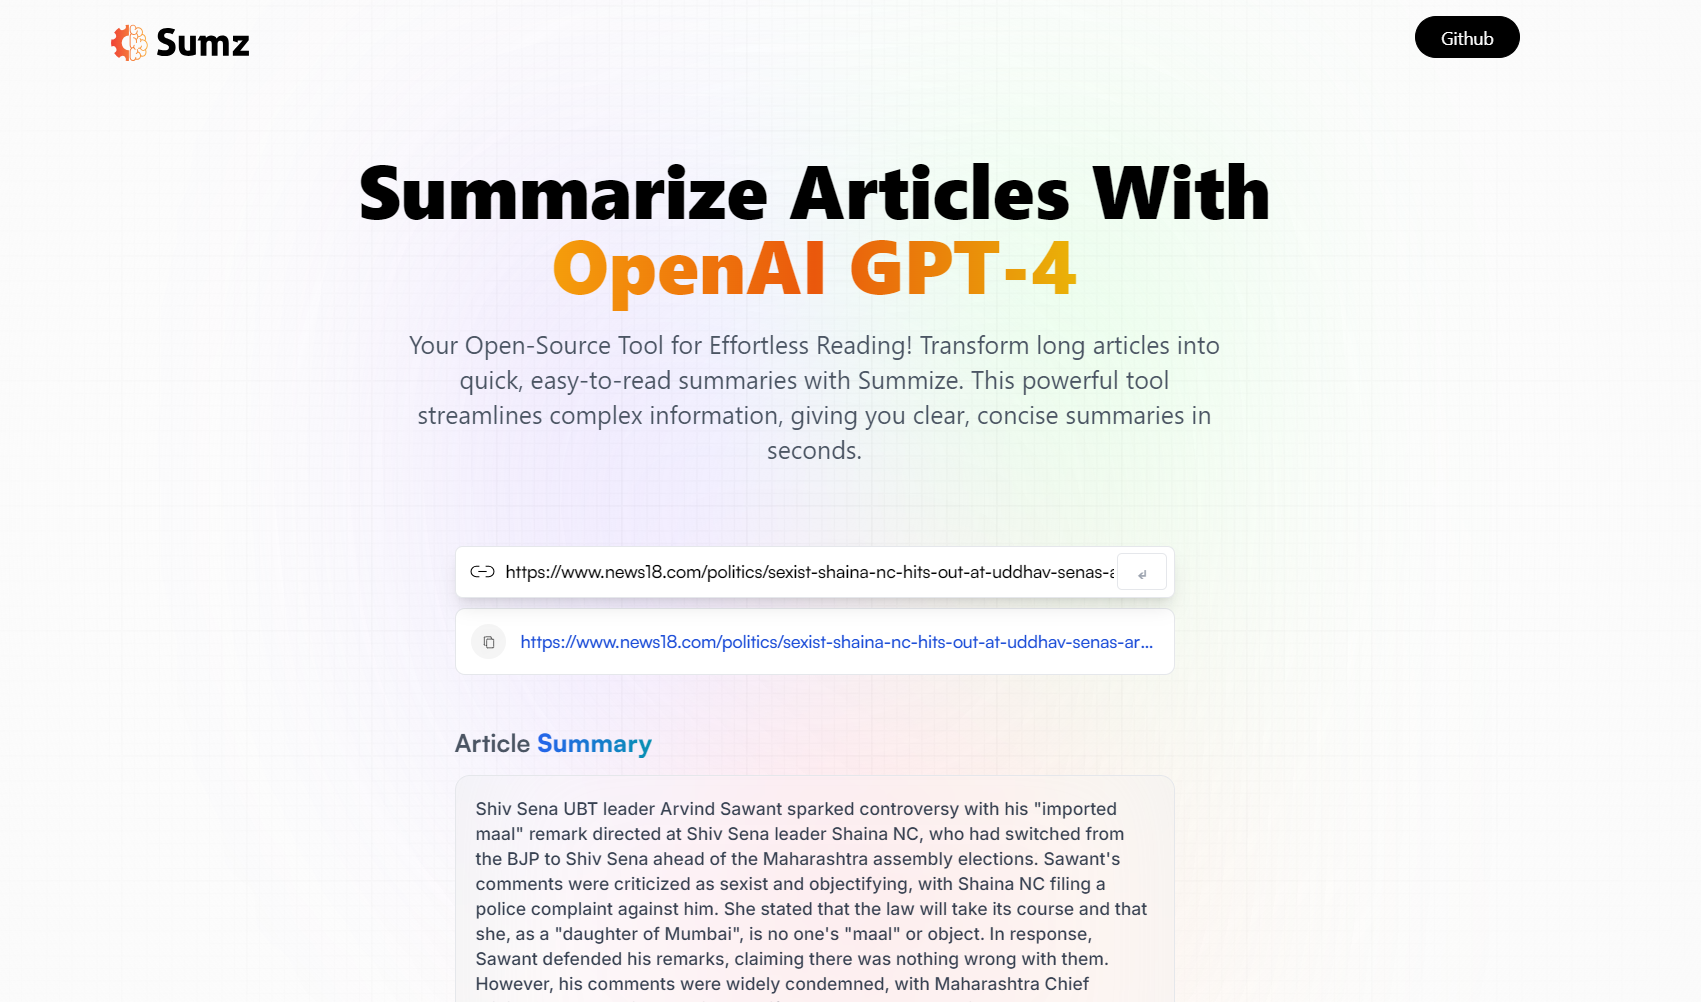 Sumz
Github
Summarize Articles With
OpenAI GPT-4
Your Open-Source Tool for Effortless Reading! Transform long articles into
quick, easy-to-read summaries with Summize. This powerful tool
streamlines complex information, giving you clear, concise summaries in
seconds.
https://www.news18.com/politics/sexist-shaina-nc-hits-out-at-uddhav-senas-a
https://www.news18.com/politics/sexist-shaina-nc-hits-out-at-uddhav-senas-ar...
Article Summary
Shiv Sena UBT leader Arvind Sawant sparked controversy with his "imported
maal" remark directed at Shiv Sena leader Shaina NC, who had switched from
the BJP to Shiv Sena ahead of the Maharashtra assembly elections. Sawant's
comments were criticized as sexist and objectifying, with Shaina NC filing a
police complaint against him. She stated that the law will take its course and that
she, as a "daughter of Mumbai", is no one's "maal" or object. In response,
Sawant defended his remarks, claiming there was nothing wrong with them.
However, his comments were widely condemned, with Maharashtra Chief